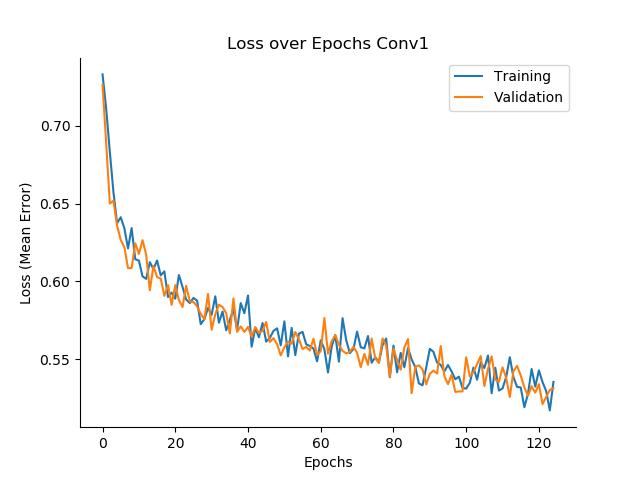 Loss over Epochs Conv1
Training
Validation
0.70
0.65
0.60
0.55
Loss (Mean Error)
0 20 40 60 80 100 120
Epochs